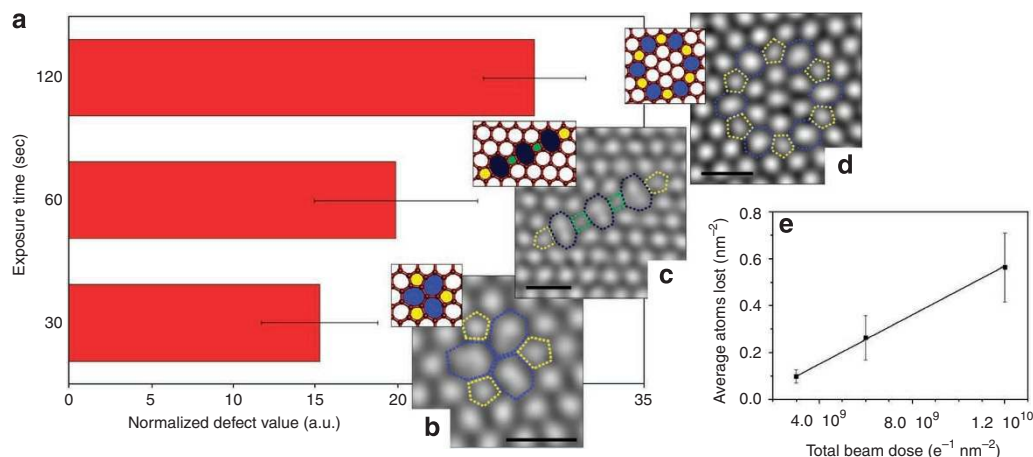 a
Exposure time (sec)
120
60
30
0
5
10
15
20
35
Normalized defect value (a.u.)
b
c
d
e
Average atoms lost (nm⁻²)
0.8
0.6
0.4
0.2
0.0
4.0 10⁹
8.0 10⁹
1.2 10¹⁰
Total beam dose (e⁻¹ nm⁻²)